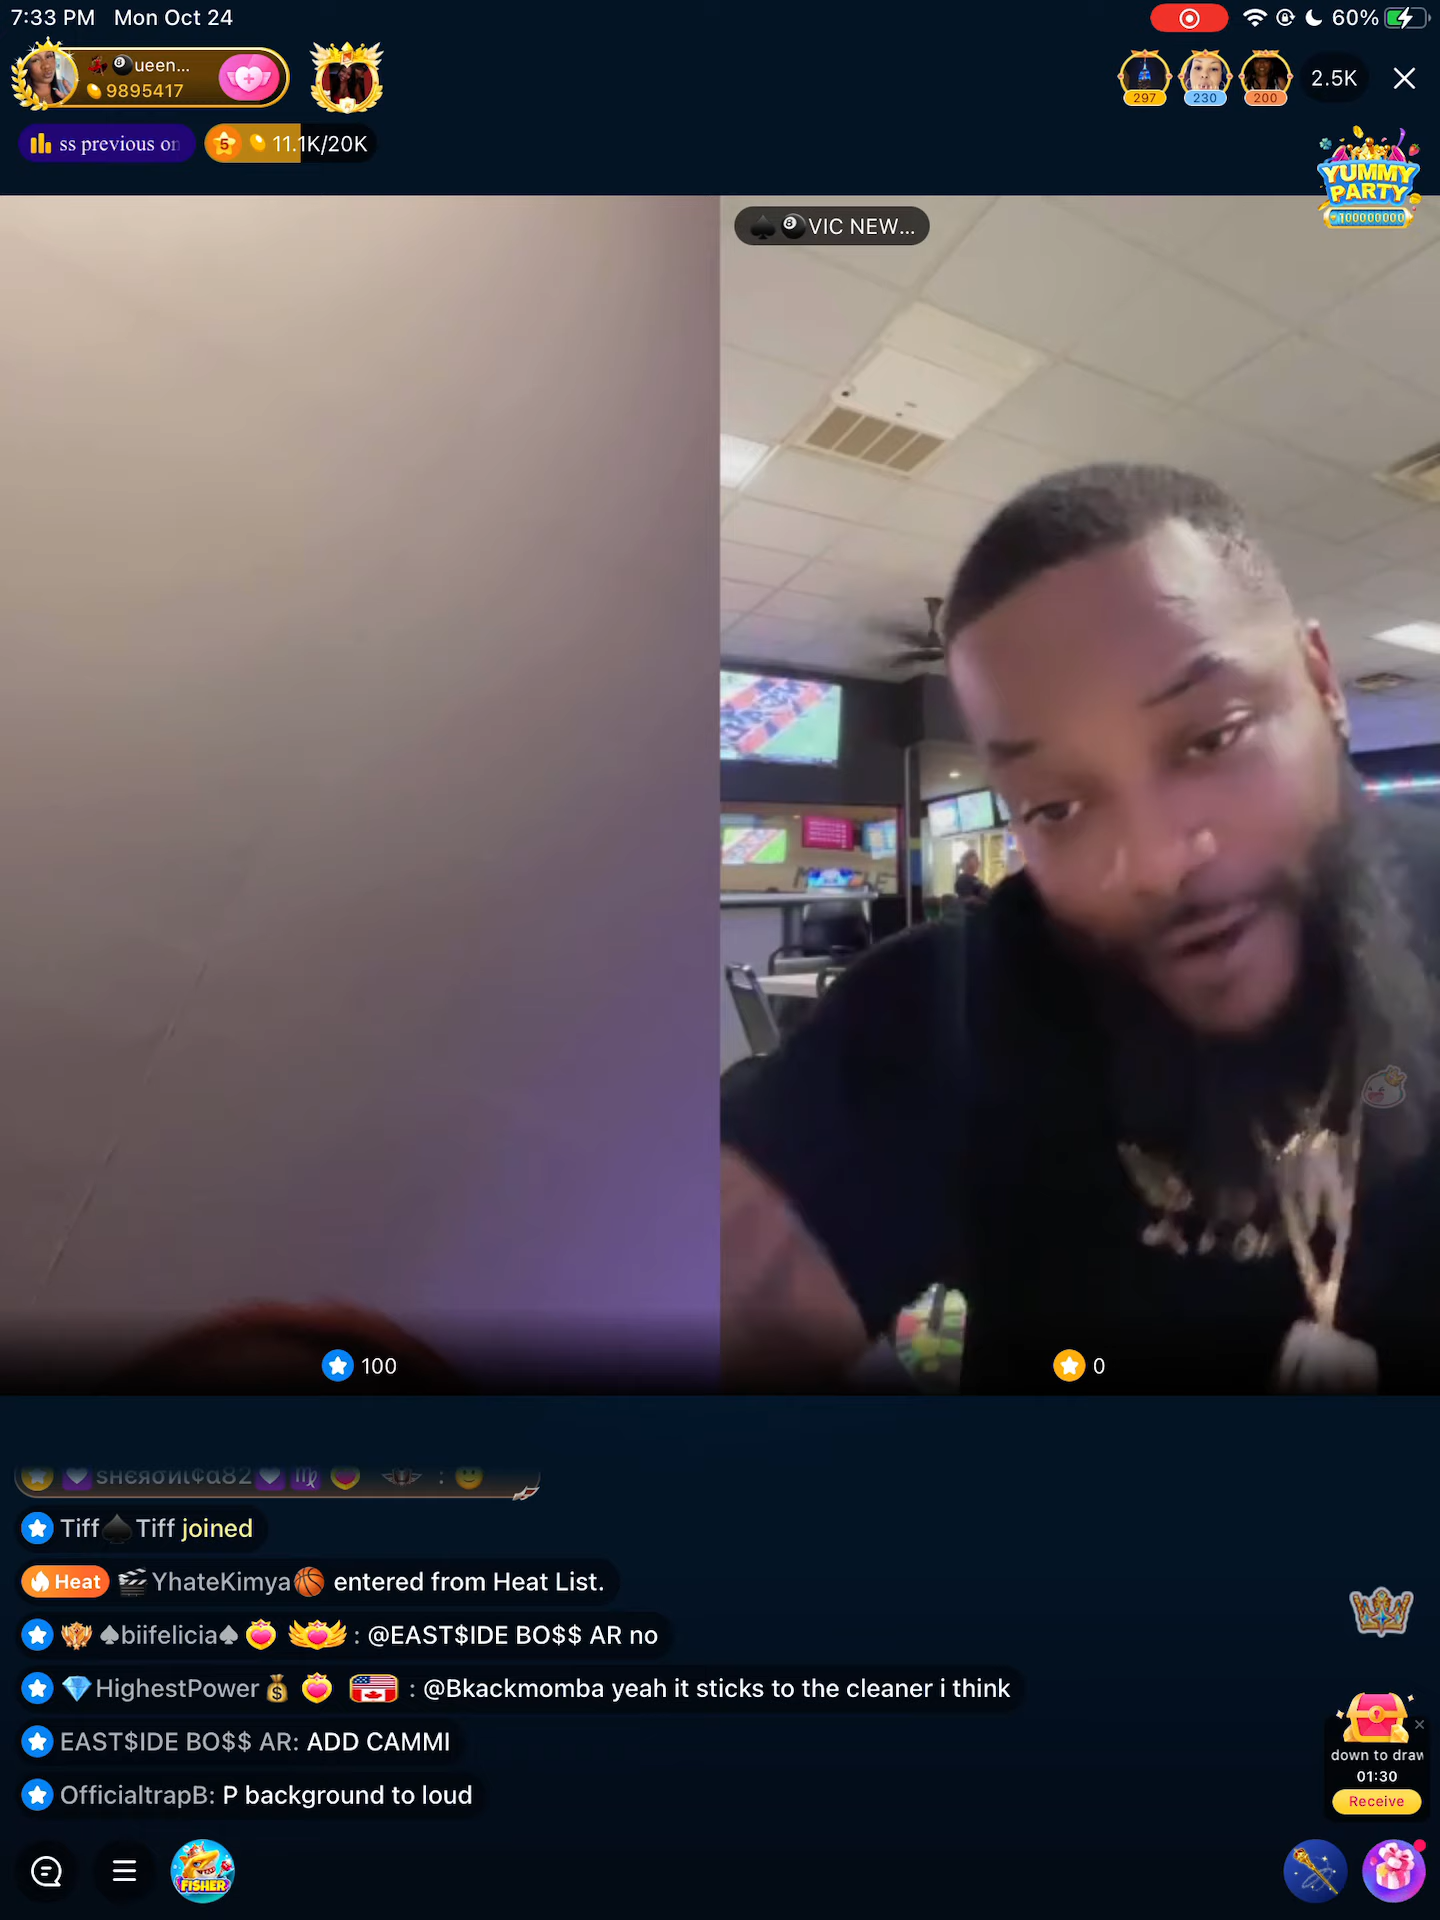 7:33 PM Mon Oct 24
60%
ueen...
9895417
297
230
200
2.5K
ss previous on
5
11.1K/20K
YUMMY
PARTY
100000000
8 VIC NEW...
100
0
Tiff Tiff joined
Heat YhateKimya entered from Heat List.
biifelicia : @EAST$IDE BO$$ AR no
HighestPower : @Bkackmomba yeah it sticks to the cleaner i think
EAST$IDE BO$$ AR: ADD CAMMI
OfficialtrapB: P background to loud
down to draw
01:30
Receive
FISHER